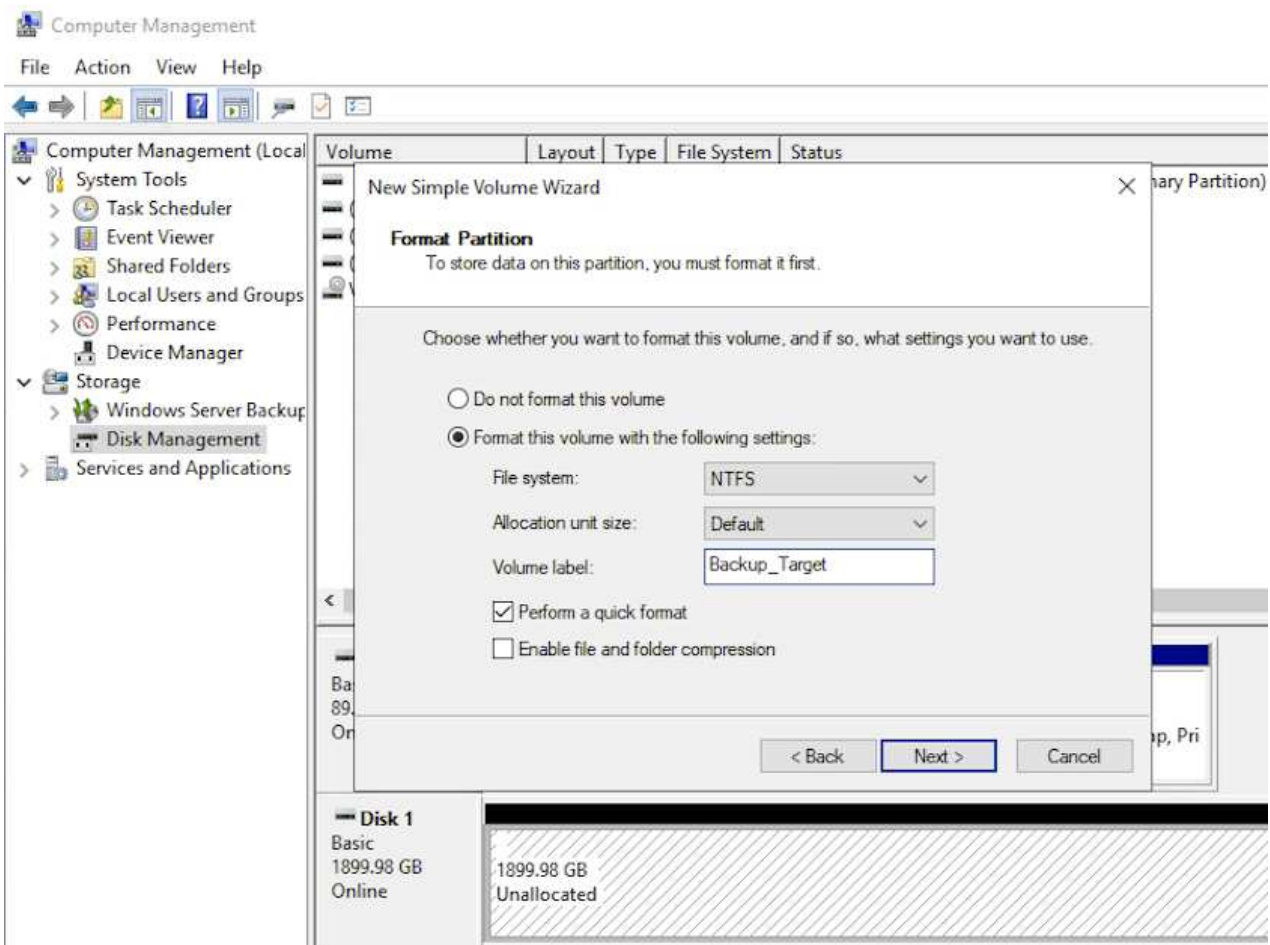 Computer Management
File Action View Help
Computer Management (Local
System Tools
Task Scheduler
Event Viewer
Shared Folders
Local Users and Groups
Performance
Device Manager
Storage
Windows Server Backup
Disk Management
Services and Applications
Volume Layout Type File System Status
Partition)
New Simple Volume Wizard
Format Partition
To store data on this partition, you must format it first.
Choose whether you want to format this volume, and if so, what settings you want to use.
Do not format this volume
Format this volume with the following settings:
File system: NTFS
Allocation unit size: Default
Volume label: Backup_Target
Perform a quick format
Enable file and folder compression
< Back Next > Cancel
Disk 1
Basic
1899.98 GB
Online
1899.98 GB
Unallocated